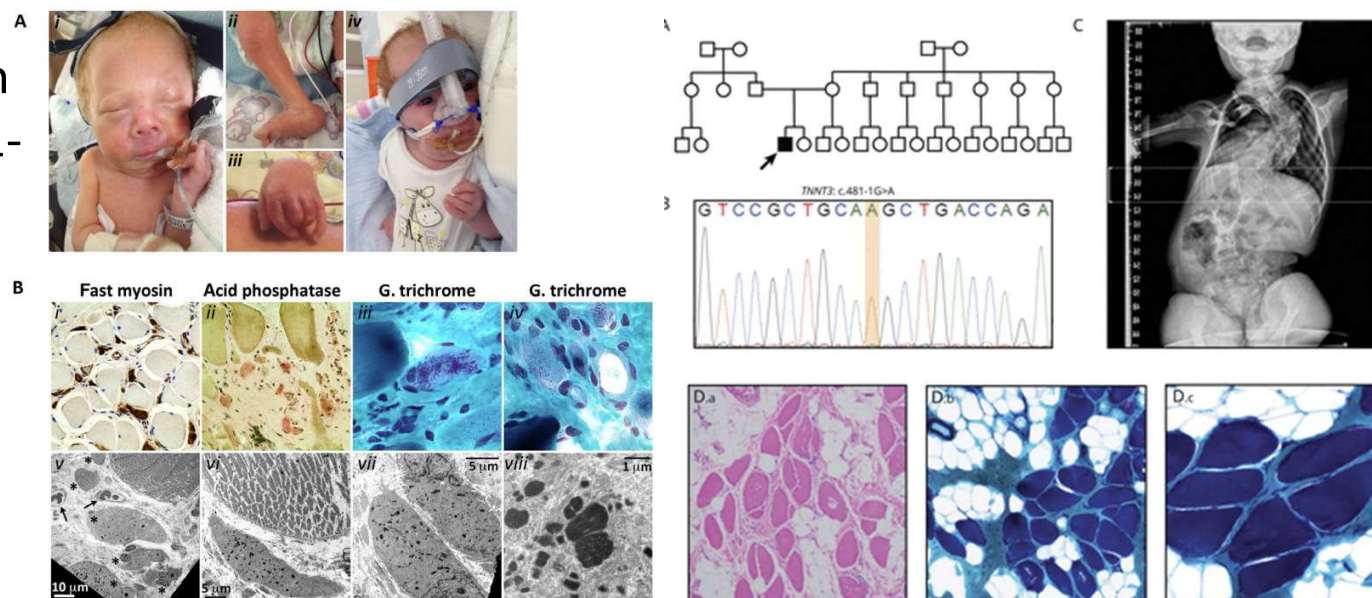 A
i
ii
iii
iv
B
Fast myosin
Acid phosphatase
G. trichrome
G. trichrome
i
ii
iii
iv
v
*
*
*
*
*
*
10 µm
vi
5 µm
vii
5 µm
viii
1 µm
C
TNNT3: c.481-1G>A
G T C C G C T G C A A G C T G A C C A G A
D.a
D.b
D.c